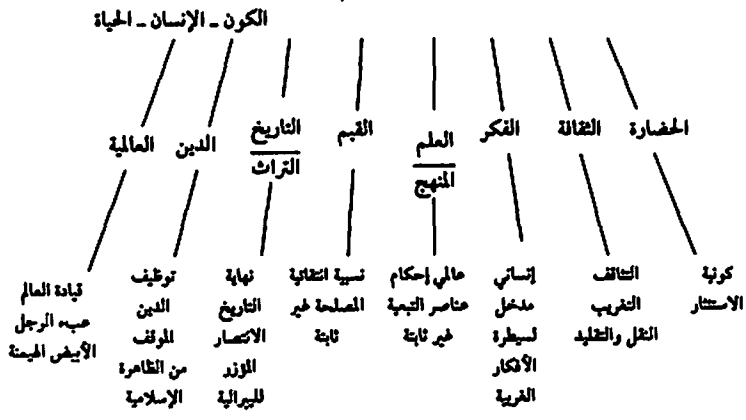 الكون - الإنسان - الحياة
الحضارة
الثقافة
الفكر
العلم
المنهج
القيم
التاريخ
التراث
الدين
العالمية
كونية
الاستئثار
التثاقف
التغريب
النقل والتقليد
إنساني
مدخل
لسيطرة
الأفكار
الغربية
عالمي إحكام
عناصر التبعية
غير ثابتة
نسبية انتقائية
المصلحة غير
ثابتة
نهاية
التاريخ
الانتصار
المؤزر
لليبرالية
توظيف
الدين
الموقف
من الظاهرة
الإسلامية
قيادة العالم
عبء الرجل
الأبيض الهيمنة